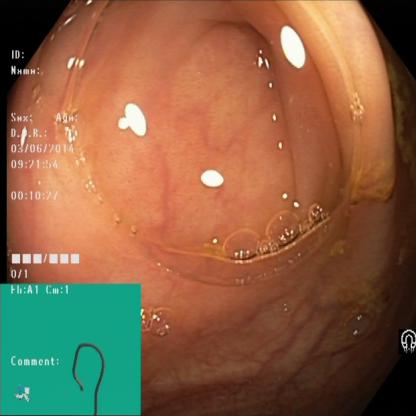 ID:
Name:
Sex: Age:
D.O.B.:
03/06/2014
09:21:54
00:10:27
■■■/■■■
0/1
Eh:A1 Cm:1
Comment: